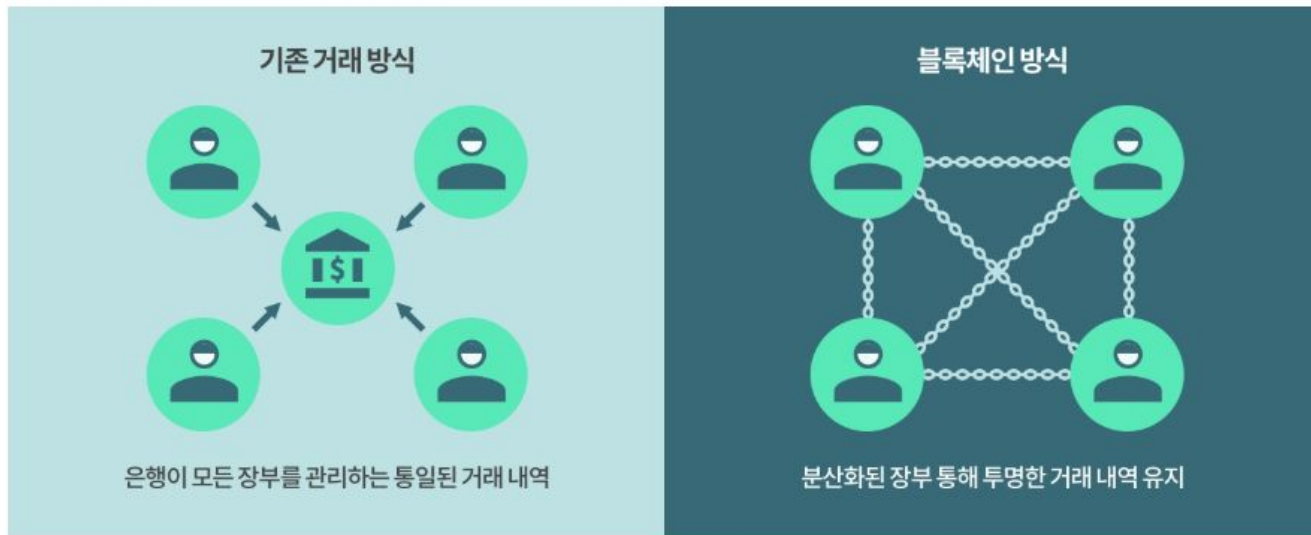 기존 거래 방식
은행이 모든 장부를 관리하는 통일된 거래 내역
블록체인 방식
분산화된 장부 통해 투명한 거래 내역 유지
$